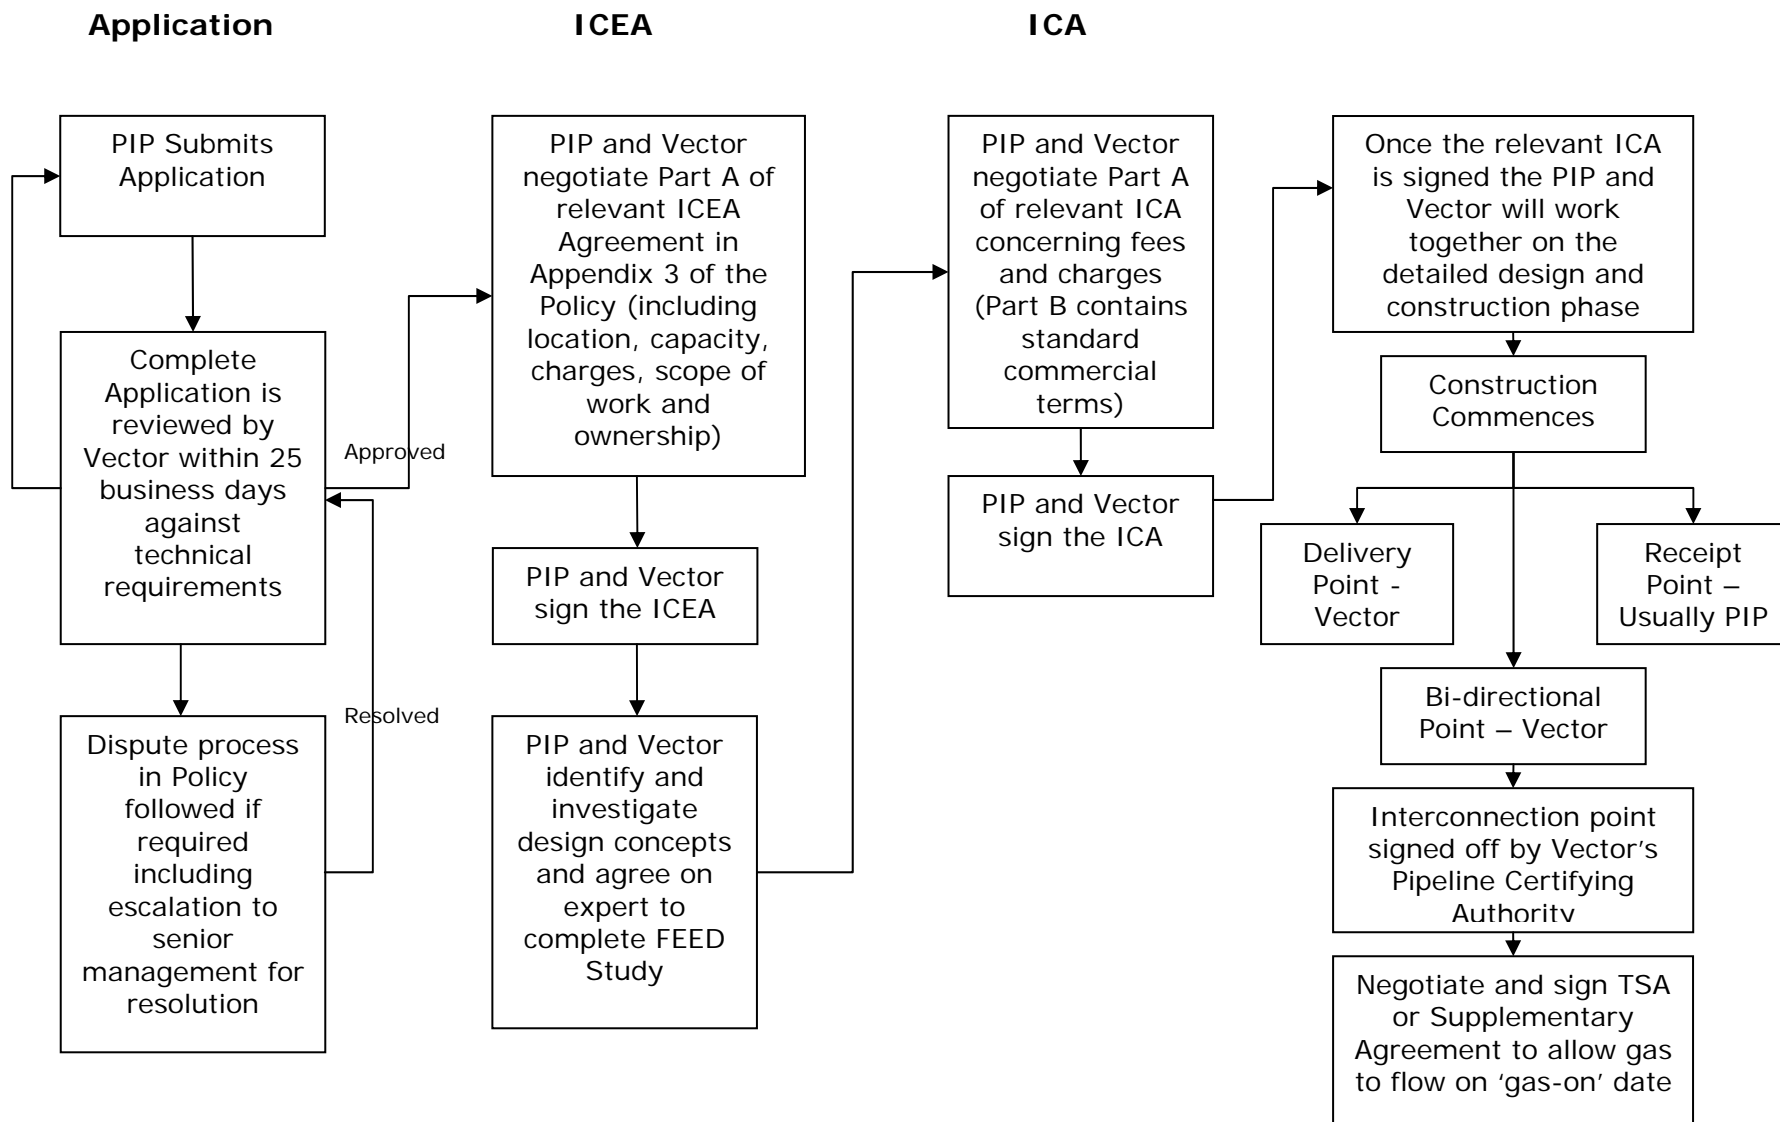 Application
ICEA
ICA
PIP Submits
Application
Complete
Application is
reviewed by
Vector within 25
business days
against
technical
requirements
Approved
Resolved
Dispute process
in Policy
followed if
required
including
escalation to
senior
management for
resolution
PIP and Vector
negotiate Part A of
relevant ICEA
Agreement in
Appendix 3 of the
Policy (including
location, capacity,
charges, scope of
work and
ownership)
PIP and Vector
sign the ICEA
PIP and Vector
identify and
investigate
design concepts
and agree on
expert to
complete FEED
Study
PIP and Vector
negotiate Part A
of relevant ICA
concerning fees
and charges
(Part B contains
standard
commercial
terms)
PIP and Vector
sign the ICA
Once the relevant ICA
is signed the PIP and
Vector will work
together on the
detailed design and
construction phase
Construction
Commences
Delivery
Point -
Vector
Receipt
Point –
Usually PIP
Bi-directional
Point – Vector
Interconnection point
signed off by Vector’s
Pipeline Certifying
Authority
Negotiate and sign TSA
or Supplementary
Agreement to allow gas
to flow on ‘gas-on’ date